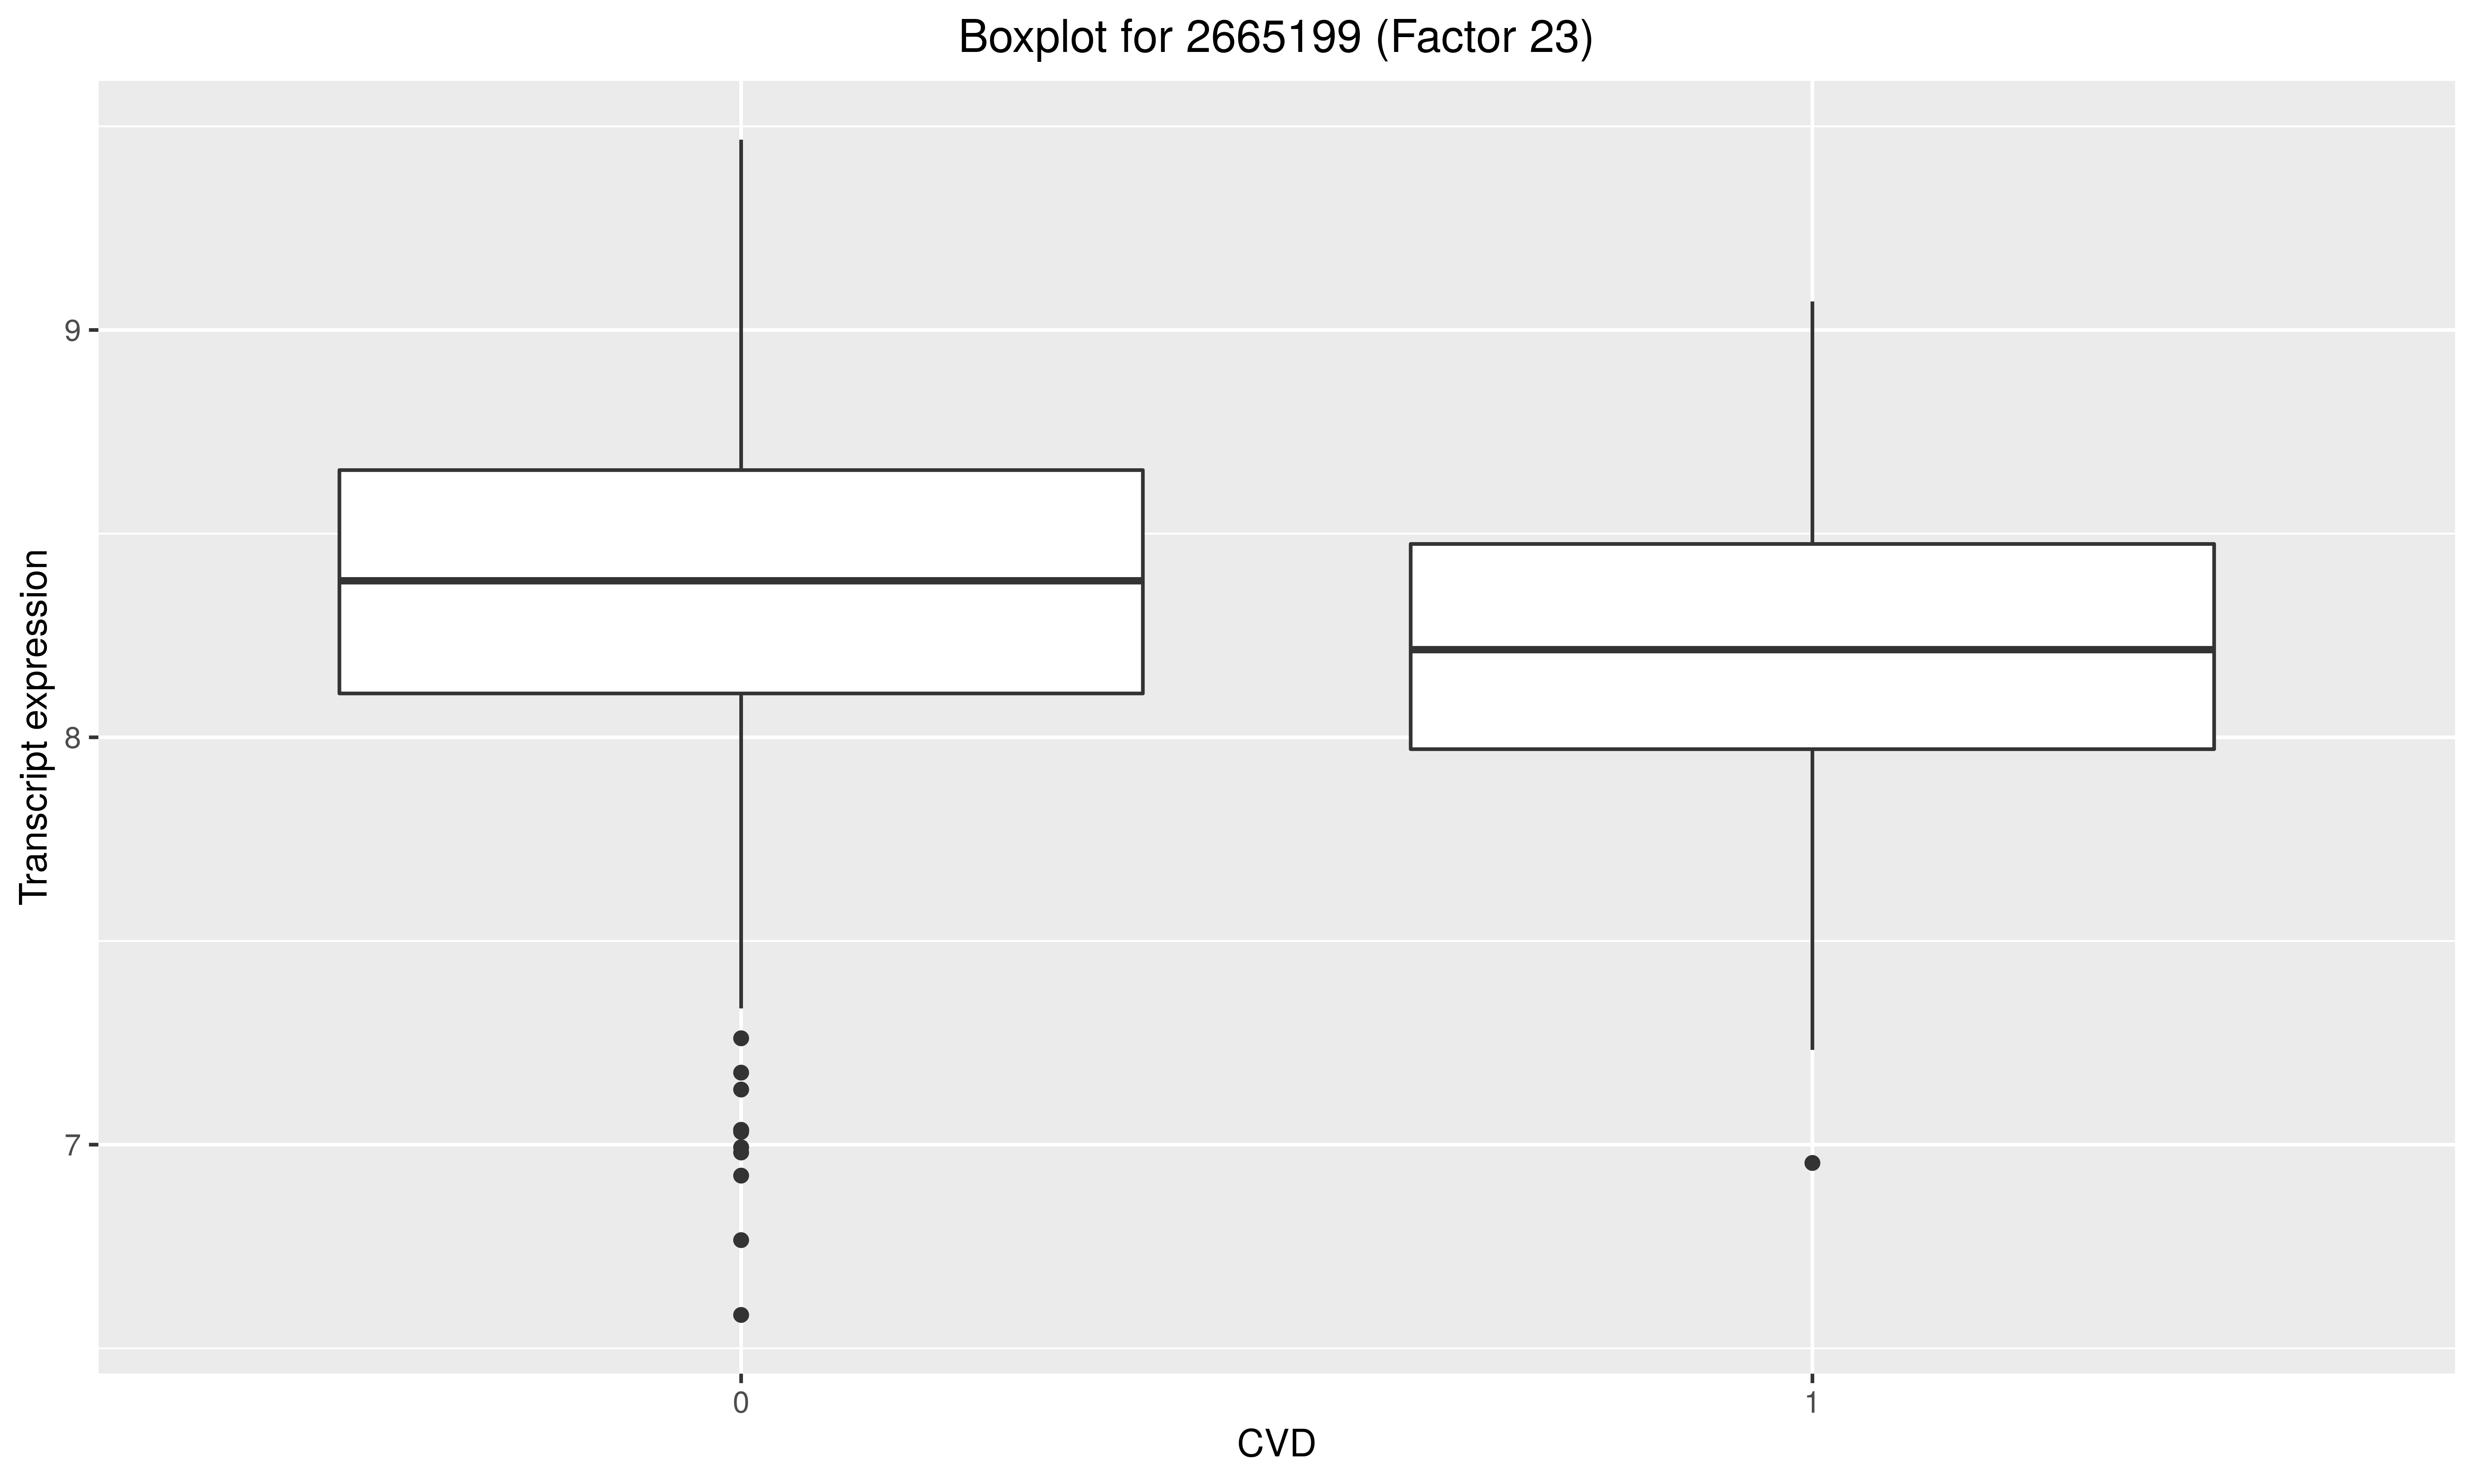 Boxplot for 2665199 (Factor 23)
Transcript expression
9
8
7
0
1
CVD